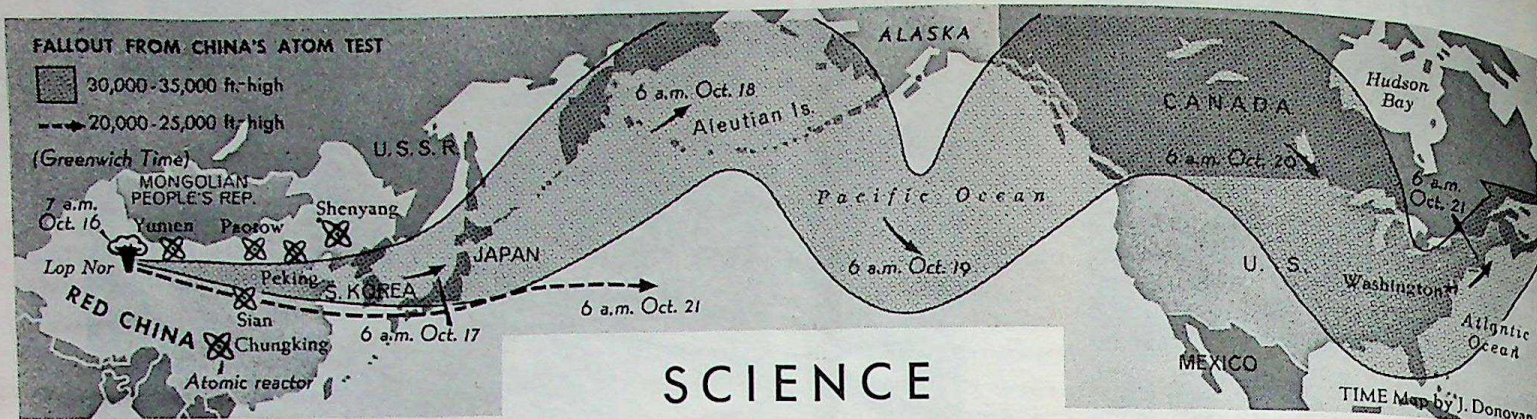 FALLOUT FROM CHINA'S ATOM TEST
30,000-35,000 ft. high
20,000-25,000 ft. high
(Greenwich Time)
7 a.m.
Oct. 16
Lop Nor
MONGOLIAN
PEOPLE'S REP.
U.S.S.R.
Yumen
Paotow
Shenyang
Peking
Sian
RED CHINA
Chungking
Atomic reactor
S. KOREA
JAPAN
6 a.m. Oct. 17
6 a.m. Oct. 21
6 a.m. Oct. 18
Aleutian Is.
ALASKA
Pacific Ocean
6 a.m. Oct. 19
CANADA
Hudson
Bay
6 a.m. Oct. 20
6 a.m.
Oct. 21
U. S.
Washington
Atlantic
Ocean
MEXICO
TIME Map by J. Donovan
SCIENCE